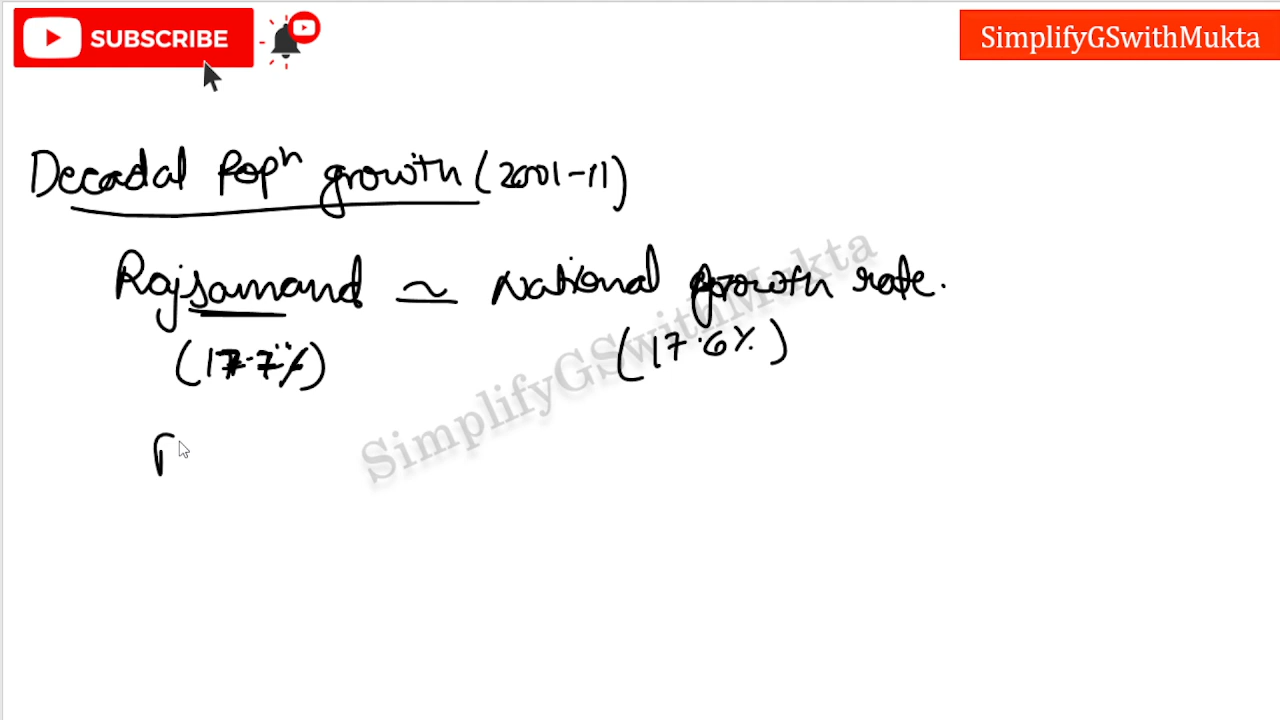 SUBSCRIBE
SimplifyGSwithMukta
Decadal Popⁿ growth (2001-11)
Rajsamand ≃ National growth rate.
(17.7%) (17.6%)
SimplifyGSwithMukta